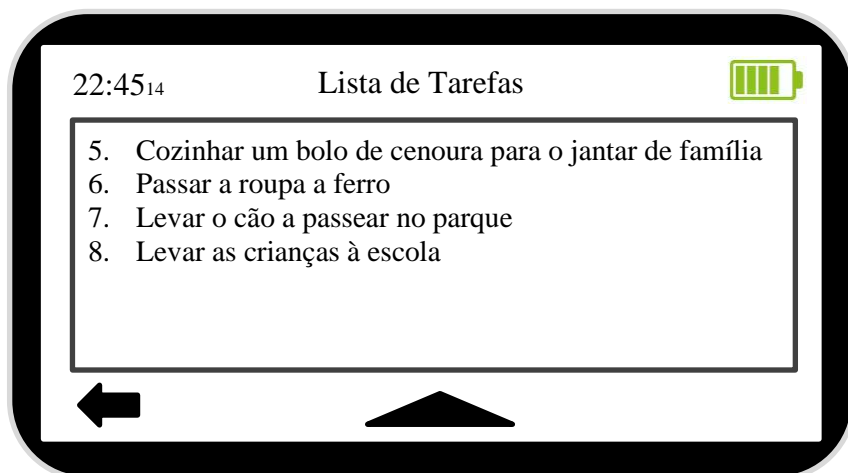 22:4514 Lista de Tarefas
5. Cozinhar um bolo de cenoura para o jantar de família
6. Passar a roupa a ferro
7. Levar o cão a passear no parque
8. Levar as crianças à escola